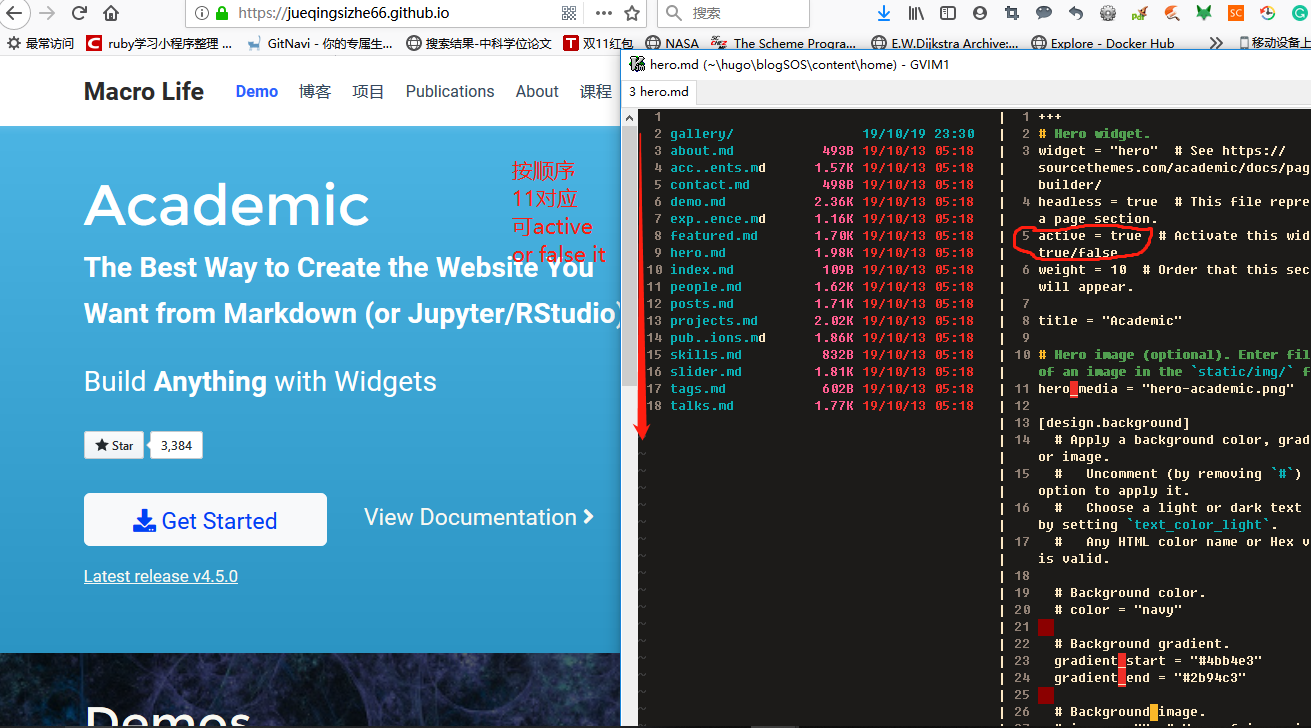 https://jueqingsizhe66.github.io
搜索
最常访问
ruby学习小程序整理 ...
GitNavi - 你的专属生...
搜索结果-中科学位论文
双11红包
NASA
The Scheme Progra...
E.W.Dijkstra Archive:...
Explore - Docker Hub
移动设备上
Macro Life
Demo
博客
项目
Publications
About
课程
按顺序
11对应
可active
or false it
Academic
The Best Way to Create the Website You
Want from Markdown (or Jupyter/RStudio)
Build Anything with Widgets
Star
3,384
Get Started
View Documentation
Latest release v4.5.0
Demos
hero.md (~\hugo\blogSOS\content\home) - GVIM1
3 hero.md
1
2 gallery/ 19/10/19 23:30
3 about.md 493B 19/10/13 05:18
4 acc..ents.md 1.57K 19/10/13 05:18
5 contact.md 498B 19/10/13 05:18
6 demo.md 2.36K 19/10/13 05:18
7 exp..ence.md 1.16K 19/10/13 05:18
8 featured.md 1.70K 19/10/13 05:18
9 hero.md 1.98K 19/10/13 05:18
10 index.md 109B 19/10/13 05:18
11 people.md 1.62K 19/10/13 05:18
12 posts.md 1.71K 19/10/13 05:18
13 projects.md 2.02K 19/10/13 05:18
14 pub..ions.md 1.86K 19/10/13 05:18
15 skills.md 832B 19/10/13 05:18
16 slider.md 1.81K 19/10/13 05:18
17 tags.md 602B 19/10/13 05:18
18 talks.md 1.77K 19/10/13 05:18
1 +++
2 # Hero widget.
3 widget = "hero" # See https://
sourcethemes.com/academic/docs/pag
builder/
4 headless = true # This file repre
a page section.
5 active = true # Activate this wid
true/false
6 weight = 10 # Order that this sec
will appear.
7
8 title = "Academic"
9
10 # Hero image (optional). Enter fil
of an image in the `static/img/` f
11 hero_media = "hero-academic.png"
12
13 [design.background]
14 # Apply a background color, grad
or image.
15 # Uncomment (by removing `#`)
option to apply it.
16 # Choose a light or dark text
by setting `text_color_light`.
17 # Any HTML color name or Hex v
is valid.
18
19 # Background color.
20 # color = "navy"
21
22 # Background gradient.
23 gradient_start = "#4bb4e3"
24 gradient_end = "#2b94c3"
25
26 # Background image.